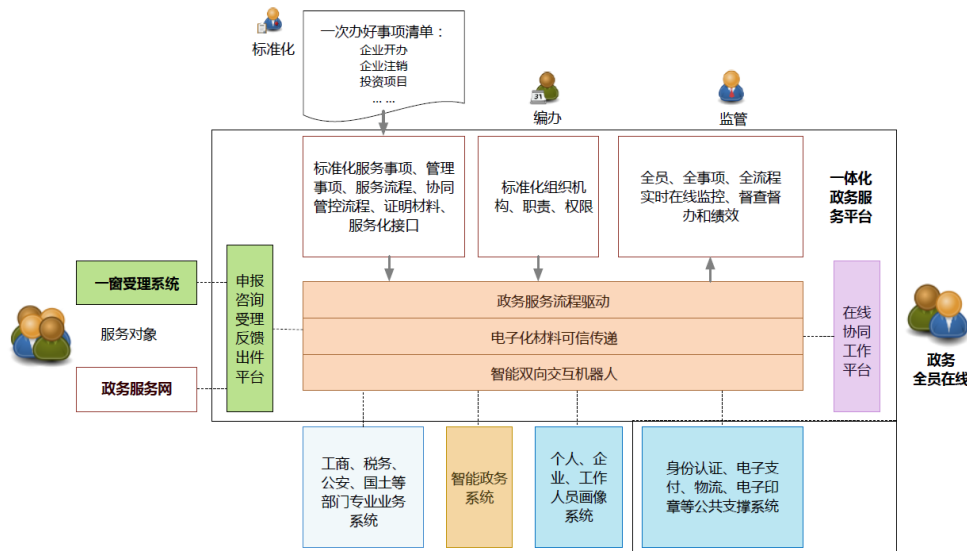 标准化
一次办好事项清单：
企业开办
企业注销
投资项目
… …
31
编办
监管
标准化服务事项、管理
事项、服务流程、协同
管控流程、证明材料、
服务化接口
标准化组织机
构、职责、权限
全员、全事项、全流程
实时在线监控、督查督
办和绩效
一体化
政务服
务平台
一窗受理系统
服务对象
政务服务网
申报
咨询
受理
反馈
出件
平台
政务服务流程驱动
电子化材料可信传递
智能双向交互机器人
在线
协同
工作
平台
政务
全员在线
工商、税务、
公安、国土等
部门专业业务
系统
智能政务
系统
个人、企
业、工作
人员画像
系统
身份认证、电子支
付、物流、电子印
章等公共支撑系统